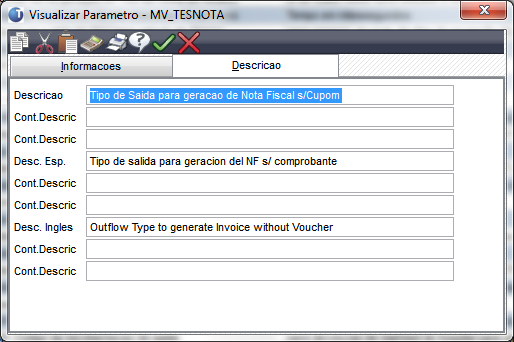 Visualizar Parametro - MV_TESNOTA
Informacoes
Descricao
Descricao Tipo de Saida para geracao de Nota Fiscal s/Cupom
Cont.Descric
Cont.Descric
Desc. Esp. Tipo de salida para geracion del NF s/ comprobante
Cont.Descric
Cont.Descric
Desc. Ingles Outflow Type to generate Invoice without Voucher
Cont.Descric
Cont.Descric